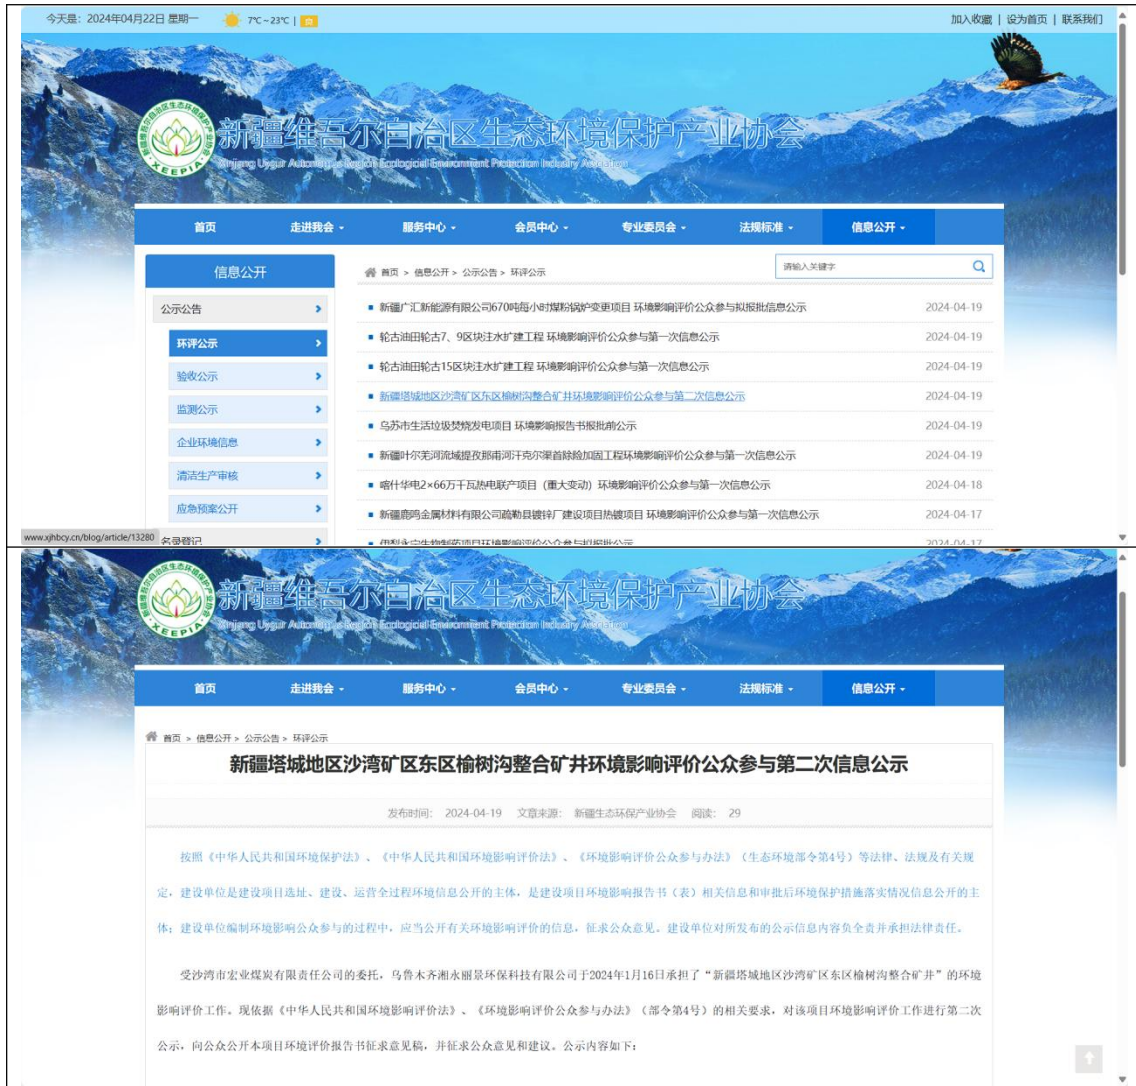 今天是：2024年04月22日 星期一 7℃~23℃ | 良 加入收藏 | 设为首页 | 联系我们
新疆维吾尔自治区生态环境保护产业协会
XEEPIA
首页 走进我会 服务中心 会员中心 专业委员会 法规标准 信息公开
信息公开
首页 > 信息公开 > 公示公告 > 环评公示 请输入关键字
公示公告
环评公示
验收公示
监测公示
企业环境信息
清洁生产审核
应急预案公开
名录登记
新疆广汇新能源有限公司670吨每小时煤粉锅炉变更项目 环境影响评价公众参与拟报批信息公示 2024-04-19
轮古油田轮古7、9区块注水扩建工程 环境影响评价公众参与第一次信息公示 2024-04-19
轮古油田轮古15区块注水扩建工程 环境影响评价公众参与第一次信息公示 2024-04-19
新疆塔城地区沙湾矿区东区榆树沟整合矿井环境影响评价公众参与第二次信息公示 2024-04-19
乌苏市生活垃圾焚烧发电项目 环境影响报告书报批前公示 2024-04-19
新疆叶尔羌河流域提孜那甫河汗克尔渠首除险加固工程环境影响评价公众参与第一次信息公示 2024-04-19
喀什华电2×66万千瓦热电联产项目（重大变动）环境影响评价公众参与第一次信息公示 2024-04-18
新疆鹿鸣金属材料有限公司疏勒县镀锌厂建设项目热镀项目 环境影响评价公众参与第一次信息公示 2024-04-17
伊犁永宁生物制药项目环境影响评价公众参与拟报批公示 2024-04-17
www.xjhbcy.cn/blog/article/13280
新疆维吾尔自治区生态环境保护产业协会
XEEPIA
首页 走进我会 服务中心 会员中心 专业委员会 法规标准 信息公开
首页 > 信息公开 > 公示公告 > 环评公示
新疆塔城地区沙湾矿区东区榆树沟整合矿井环境影响评价公众参与第二次信息公示
发布时间： 2024-04-19 文章来源： 新疆生态环保产业协会 阅读： 29
按照《中华人民共和国环境保护法》、《中华人民共和国环境影响评价法》、《环境影响评价公众参与办法》（生态环境部令第4号）等法律、法规及有关规
定，建设单位是建设项目选址、建设、运营全过程环境信息公开的主体，是建设项目环境影响报告书（表）相关信息和审批后环境保护措施落实情况信息公开的主
体；建设单位编制环境影响公众参与的过程中，应当公开有关环境影响评价的信息，征求公众意见。建设单位对所发布的公示信息内容负全责并承担法律责任。
受沙湾市宏业煤炭有限责任公司的委托，乌鲁木齐湘永丽景环保科技有限公司于2024年1月16日承担了“新疆塔城地区沙湾矿区东区榆树沟整合矿井”的环境
影响评价工作。现依据《中华人民共和国环境影响评价法》、《环境影响评价公众参与办法》（部令第4号）的相关要求，对该项目环境影响评价工作进行第二次
公示，向公众公开本项目环境评价报告书征求意见稿，并征求公众意见和建议。公示内容如下：